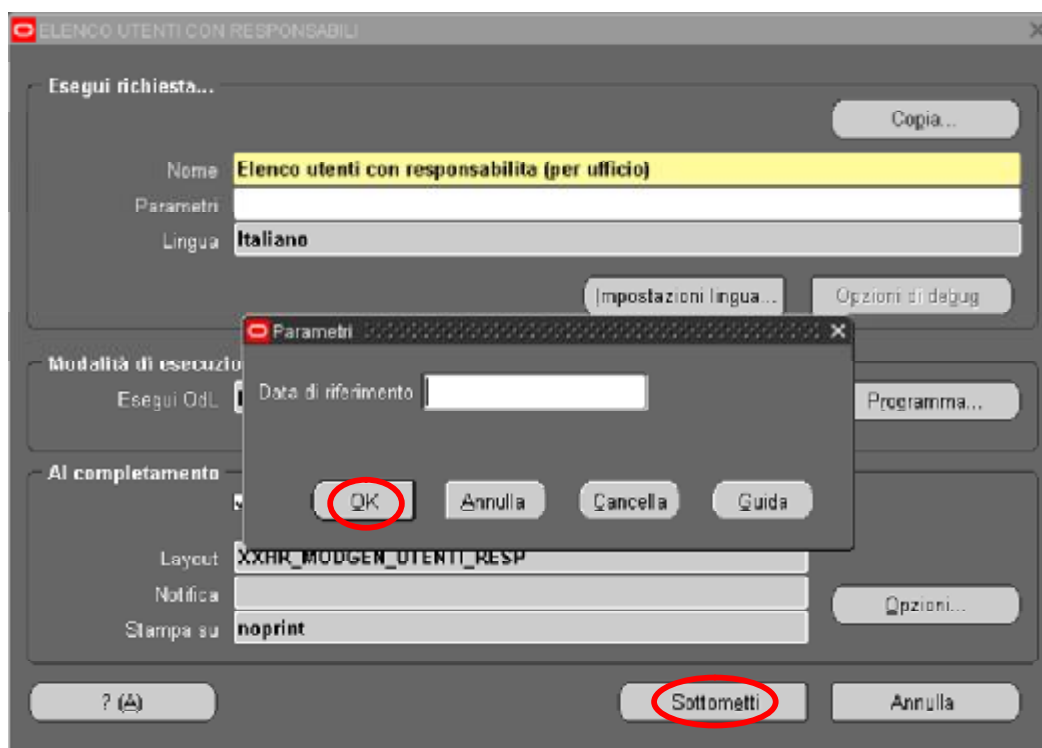 ELENCO UTENTI CON RESPONSABILI
Esegui richiesta...
Copia...
Nome Elenco utenti con responsabilita (per ufficio)
Parametri
Lingua Italiano
Impostazioni lingua...
Opzioni di debug
Parametri
Modalità di esecuzio
Esegui OdL
Data di riferimento
Programma...
Al completamento
OK
Annulla
Cancella
Guida
Layout XXHR_MODGEN_UTENTI_RESP
Notifica
Opzioni...
Stampa su noprint
? (A)
Sottometti
Annulla